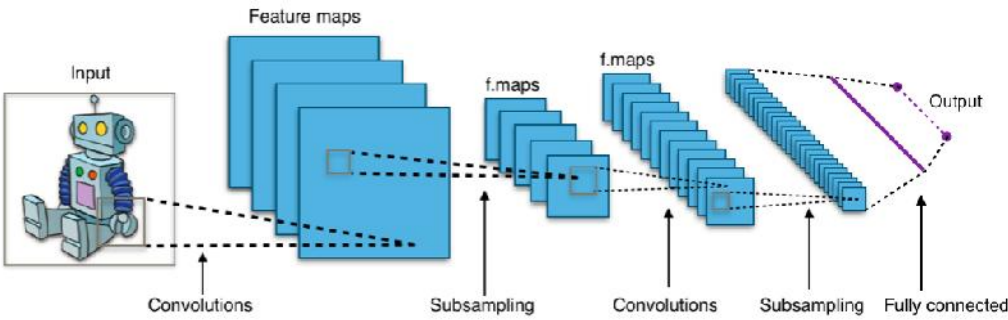 Feature maps
Input
f.maps
f.maps
Output
Convolutions
Subsampling
Convolutions
Subsampling
Fully connected